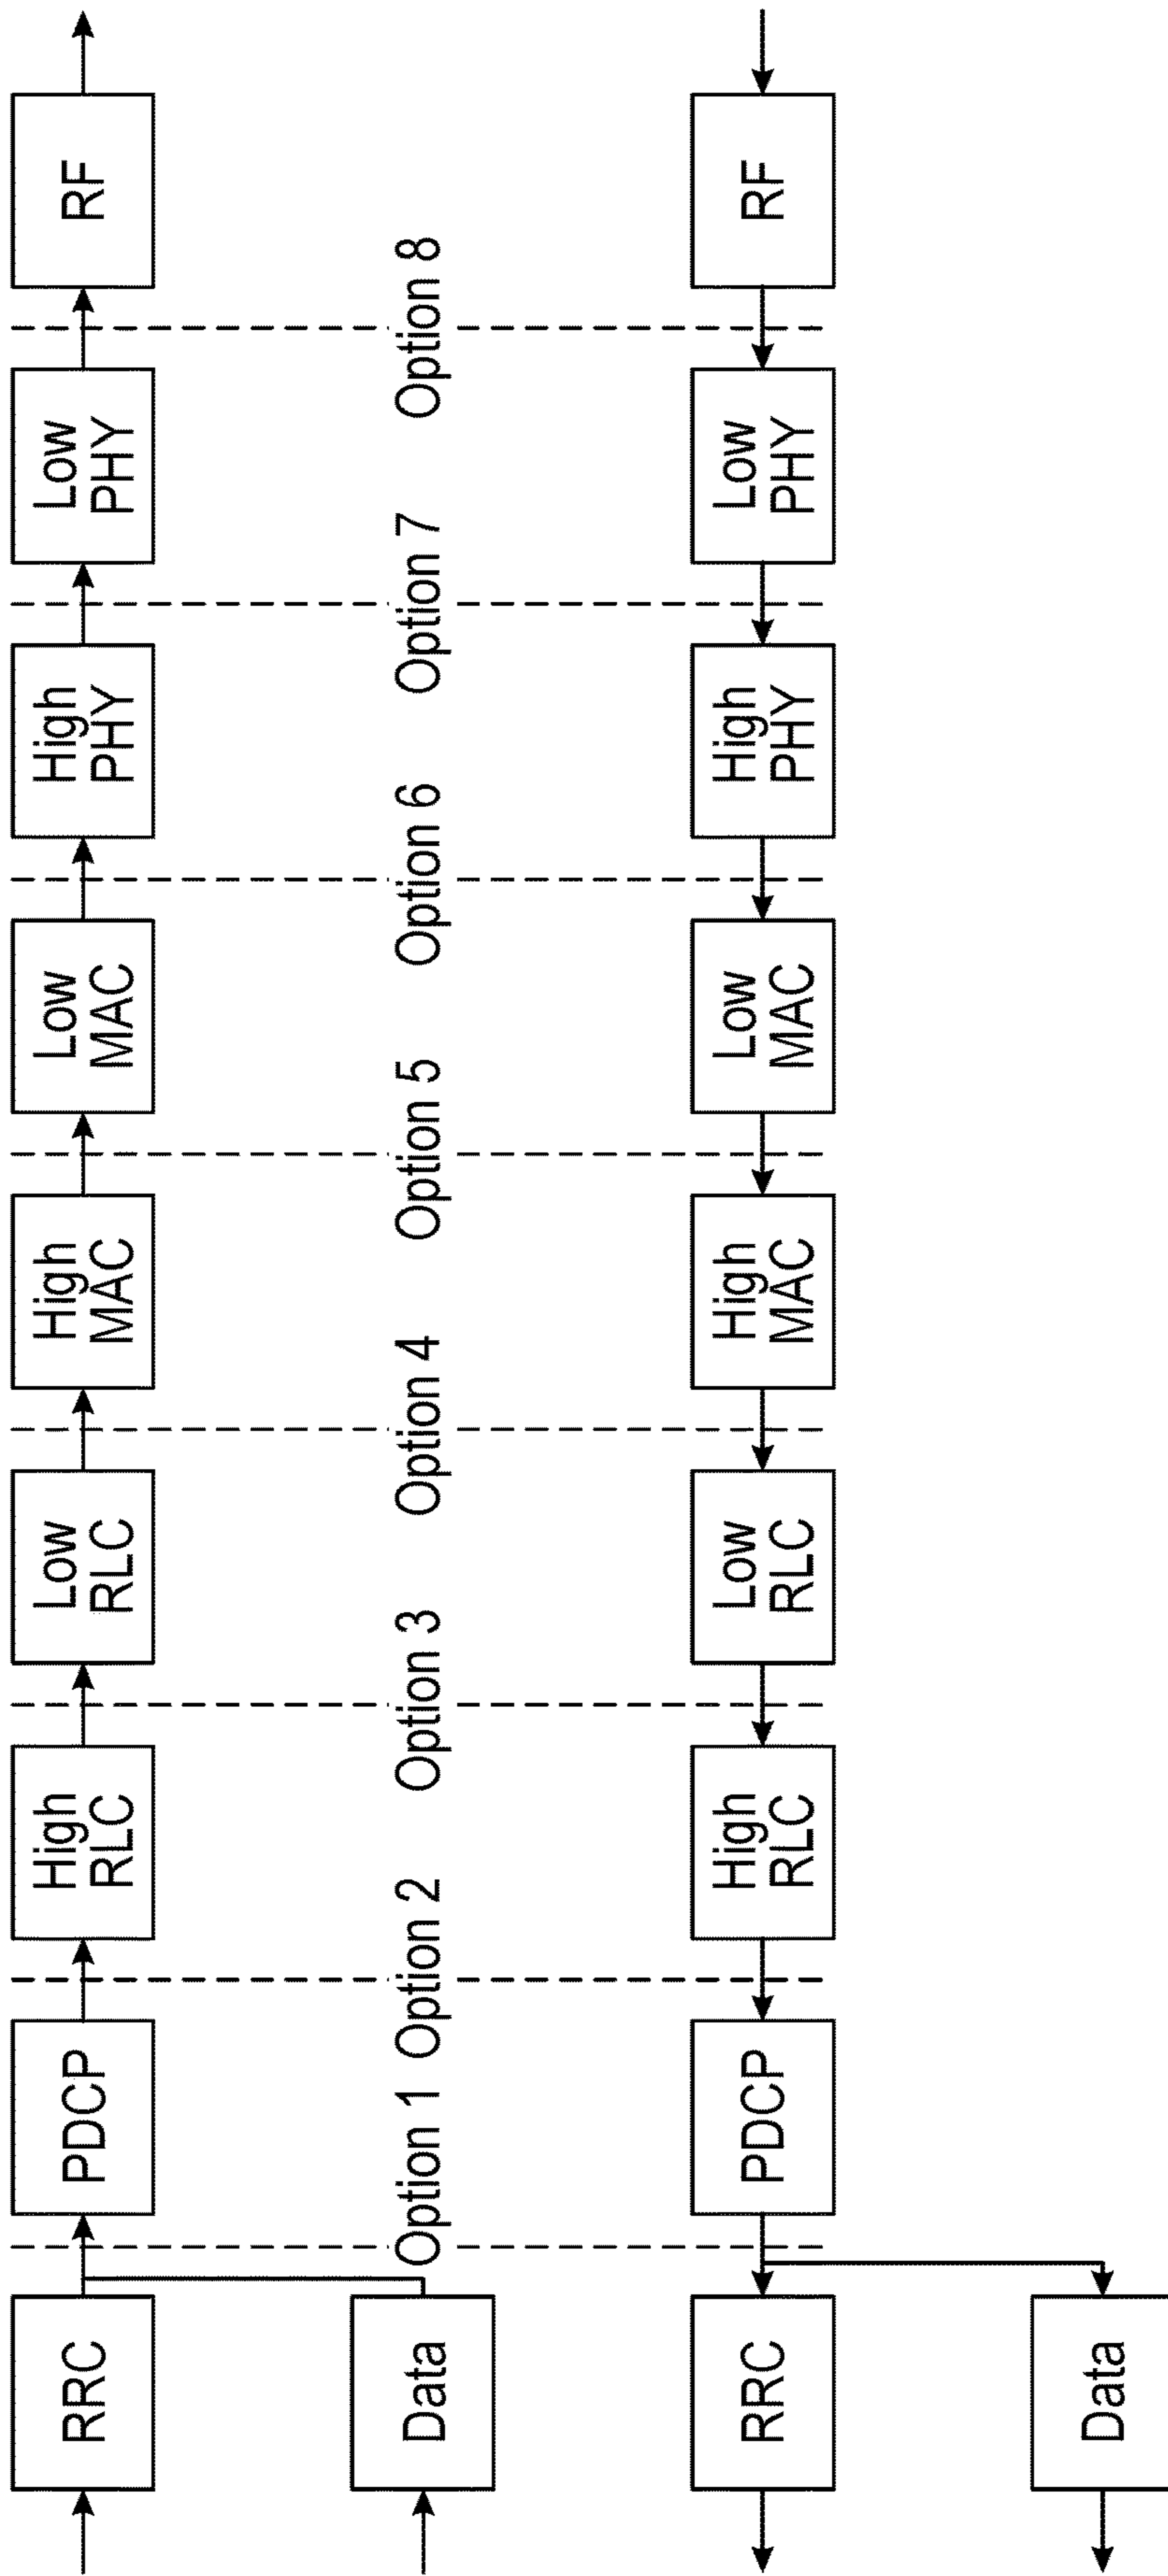 RRC
PDCP
High
RLC
Low
RLC
High
MAC
Low
MAC
High
PHY
Low
PHY
RF
Data
Option 1
Option 2
Option 3
Option 4
Option 5
Option 6
Option 7
Option 8
RRC
PDCP
High
RLC
Low
RLC
High
MAC
Low
MAC
High
PHY
Low
PHY
RF
Data